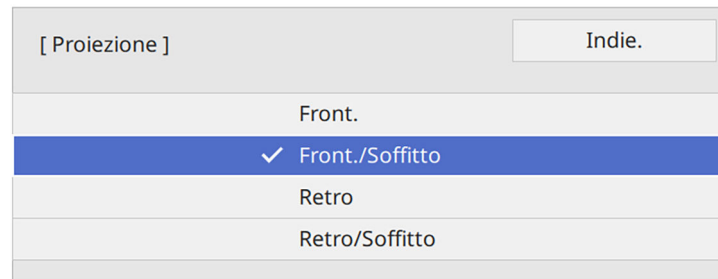 [ Proiezione ]
Indie.
Front.
Front./Soffitto
Retro
Retro/Soffitto